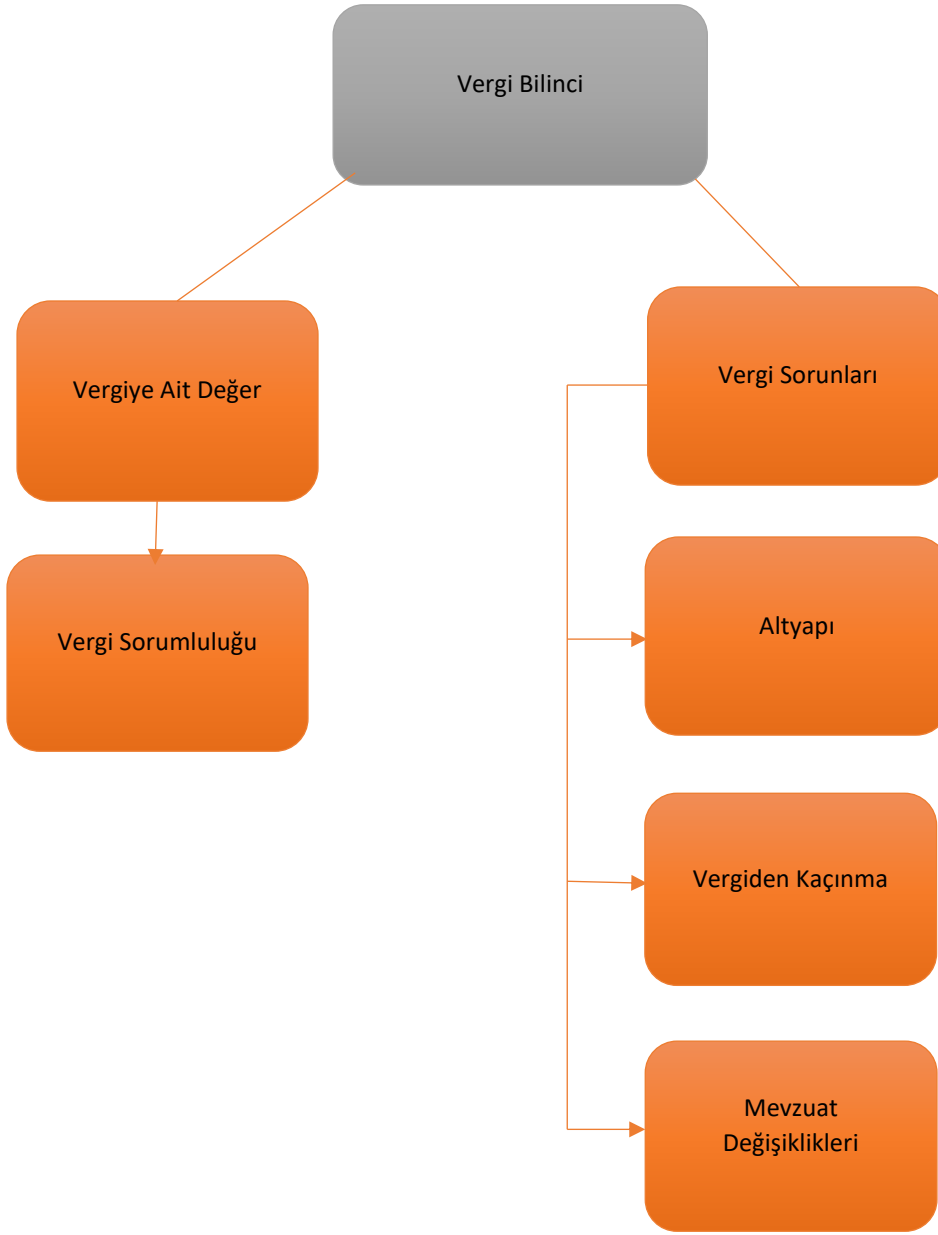 Vergi Bilinci
Vergiye Ait Değer
Vergi Sorumluluğu
Vergi Sorunları
Altyapı
Vergiden Kaçınma
Mevzuat
Değişiklikleri